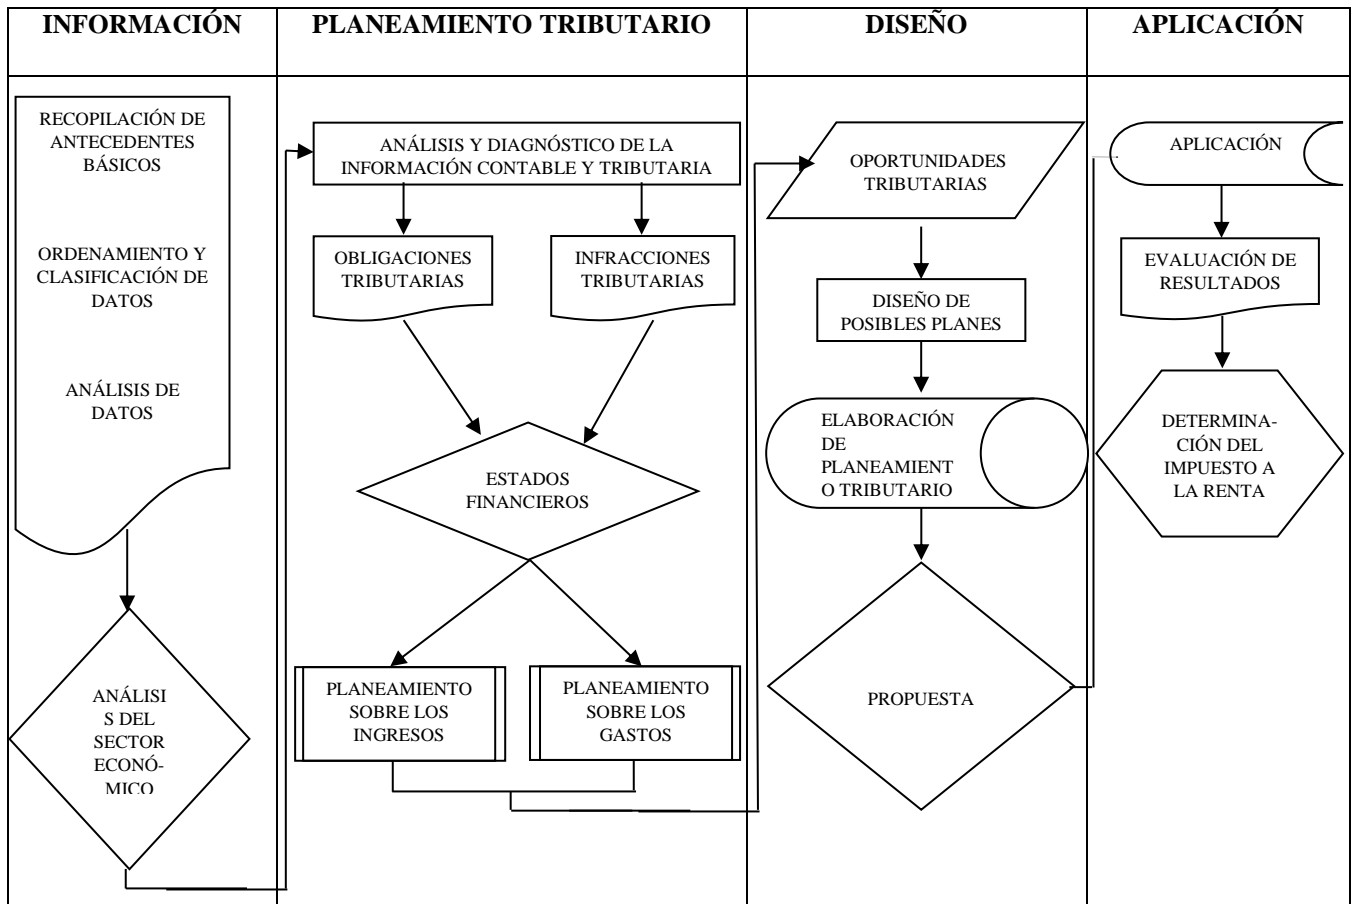 INFORMACIÓN
PLANEAMIENTO TRIBUTARIO
DISEÑO
APLICACIÓN
RECOPILACIÓN DE
ANTECEDENTES
BÁSICOS
ORDENAMIENTO Y
CLASIFICACIÓN DE
DATOS
ANÁLISIS DE
DATOS
ANÁLISI
S DEL
SECTOR
ECONÓ-
MICO
ANÁLISIS Y DIAGNÓSTICO DE LA
INFORMACIÓN CONTABLE Y TRIBUTARIA
OBLIGACIONES
TRIBUTARIAS
INFRACCIONES
TRIBUTARIAS
ESTADOS
FINANCIEROS
PLANEAMIENTO
SOBRE LOS
INGRESOS
PLANEAMIENTO
SOBRE LOS
GASTOS
OPORTUNIDADES
TRIBUTARIAS
DISEÑO DE
POSIBLES PLANES
ELABORACIÓN
DE
PLANEAMIENT
O TRIBUTARIO
PROPUESTA
APLICACIÓN
EVALUACIÓN DE
RESULTADOS
DETERMINA-
CIÓN DEL
IMPUESTO A
LA RENTA